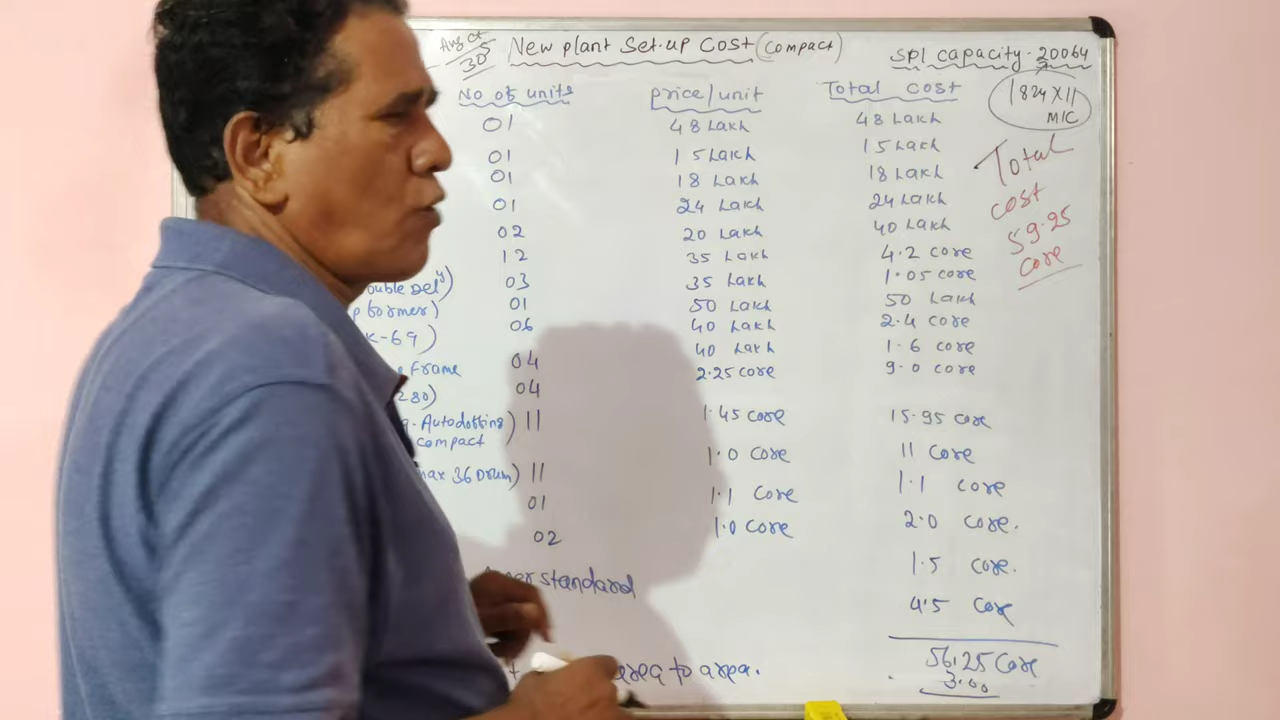 Avg Ct New plant Set-up Cost (compact) Spl capacity - 20064
30S
No of units price/unit Total cost
1824 X 11
MIC
01 48 Lakh 48 Lakh
01 15 Lakh 15 Lakh
01 18 Lakh 18 Lakh
01 24 Lakh 24 Lakh
02 20 Lakh 40 Lakh
12 35 Lakh 4.2 core
ouble Dely) 03 35 Lakh 1.05 core
p former) 01 50 Lakh 50 Lakh
06 40 Lakh 2.4 core
K-69) 04 40 Lakh 1.6 core
e Frame 04 2.25 core 9.0 core
280)
g. Autodoffing
compact) 11 1.45 core 15.95 core
max 36 Drum) 11 1.0 core 11 core
01 1.1 core 1.1 core
02 1.0 core 2.0 core.
1.5 core.
per standard 4.5 core
area to area. 56.25 core
3.00
Total
cost
59.25
core